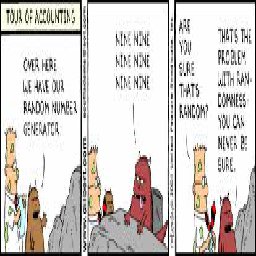 TOUR OF ACCOUNTING
OVER HERE
WE HAVE OUR
RANDOM NUMBER
GENERATOR.
NINE NINE
NINE NINE
NINE NINE
ARE
YOU
SURE
THAT'S
RANDOM?
THAT'S THE
PROBLEM
WITH RAN-
DOMNESS:
YOU CAN
NEVER BE
SURE.